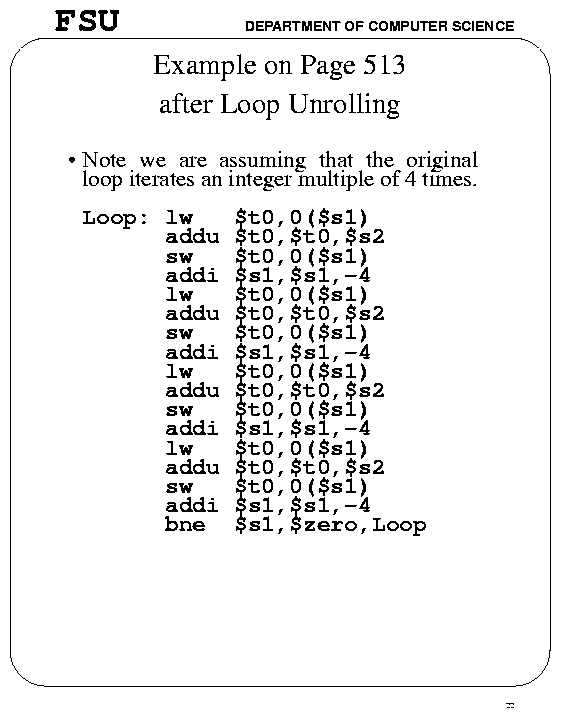 FSU DEPARTMENT OF COMPUTER SCIENCE
Example on Page 513
after Loop Unrolling
• Note we are assuming that the original
loop iterates an integer multiple of 4 times.
Loop: lw $t0,0($s1)
addu $t0,$t0,$s2
sw $t0,0($s1)
addi $s1,$s1,-4
lw $t0,0($s1)
addu $t0,$t0,$s2
sw $t0,0($s1)
addi $s1,$s1,-4
lw $t0,0($s1)
addu $t0,$t0,$s2
sw $t0,0($s1)
addi $s1,$s1,-4
lw $t0,0($s1)
addu $t0,$t0,$s2
sw $t0,0($s1)
addi $s1,$s1,-4
bne $s1,$zero,Loop